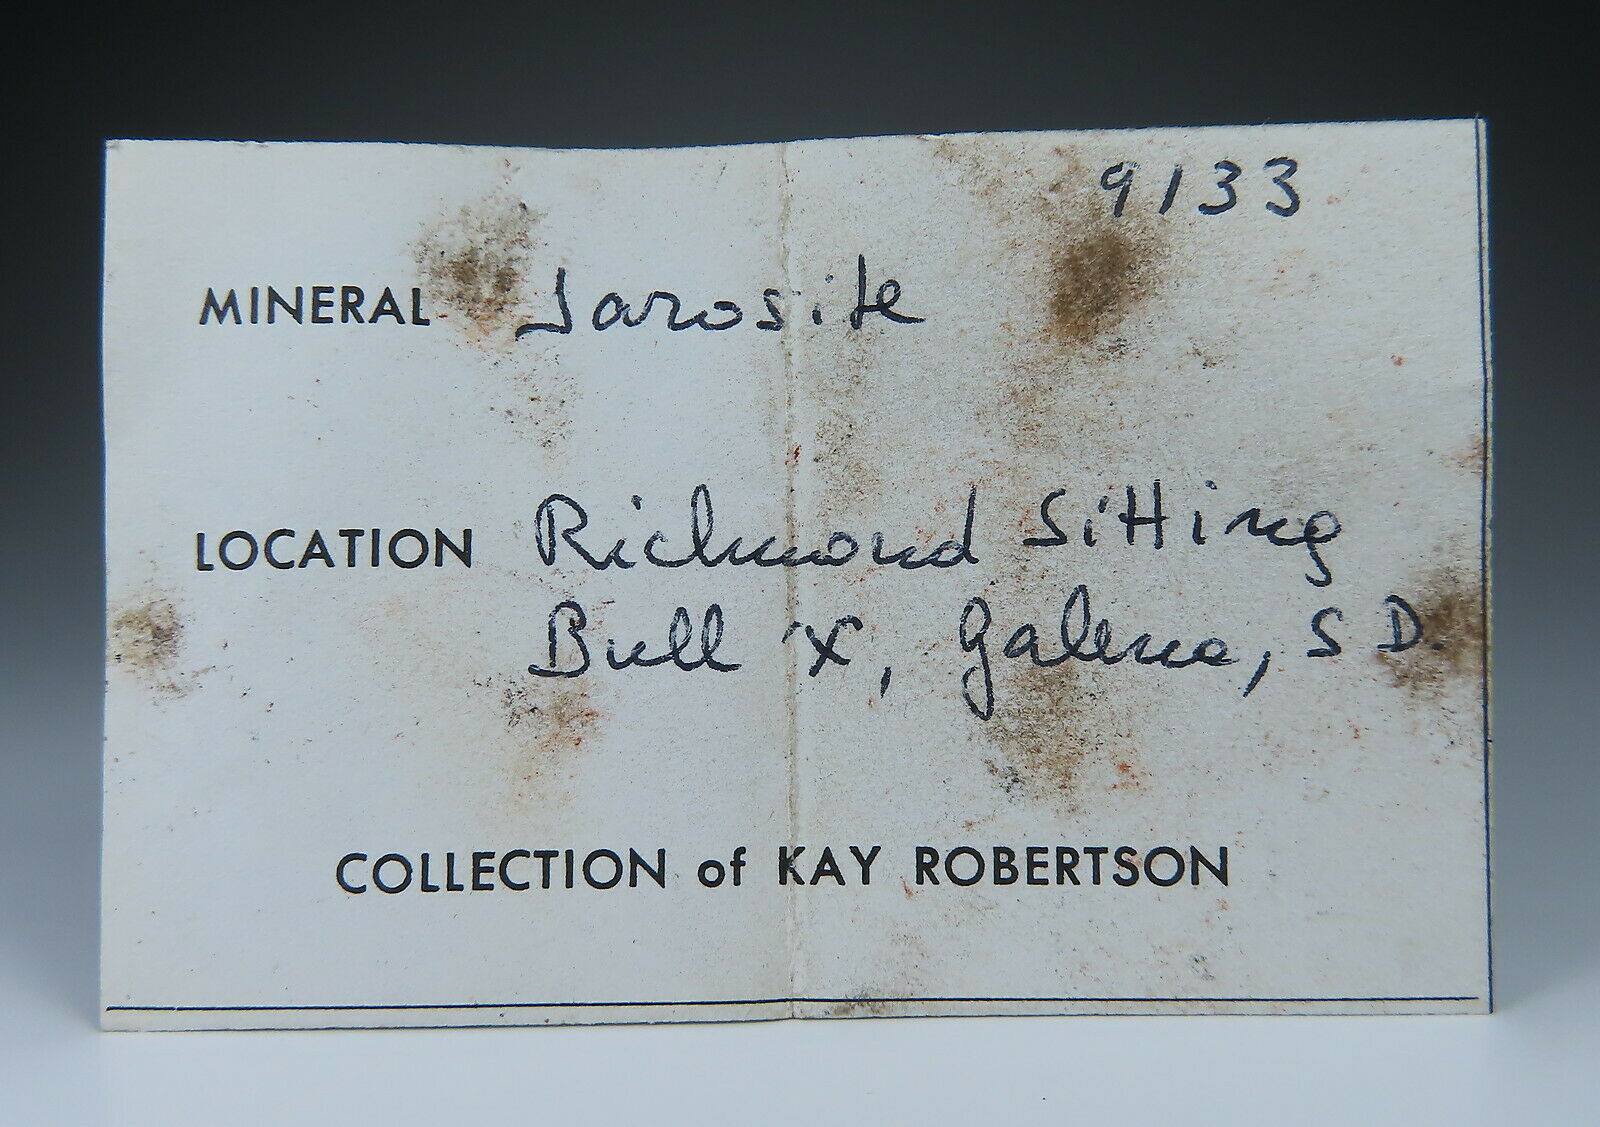 9133
MINERAL Jarosite
LOCATION Richmond Sitting
Bull X, Galena, S D.
COLLECTION of KAY ROBERTSON